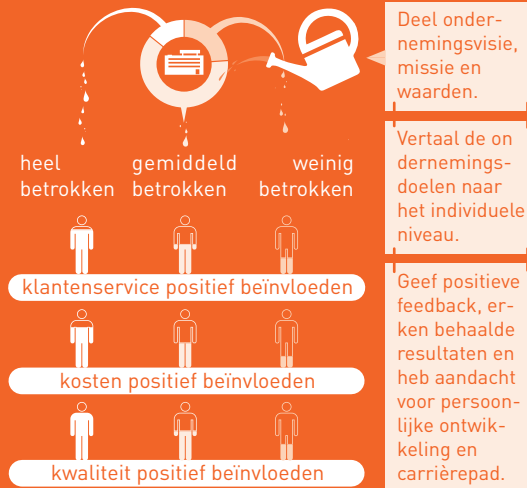 heel
betrokken
gemiddeld
betrokken
weinig
betrokken
klantenservice positief beïnvloeden
kosten positief beïnvloeden
kwaliteit positief beïnvloeden
Deel onder-
nemingsvisie,
missie en
waarden.
Vertaal de on
dernemings-
doelen naar
het individuele
niveau.
Geef positieve
feedback, er-
ken behaalde
resultaten en
heb aandacht
voor persoon-
lijke ontwik-
keling en
carrièrepad.